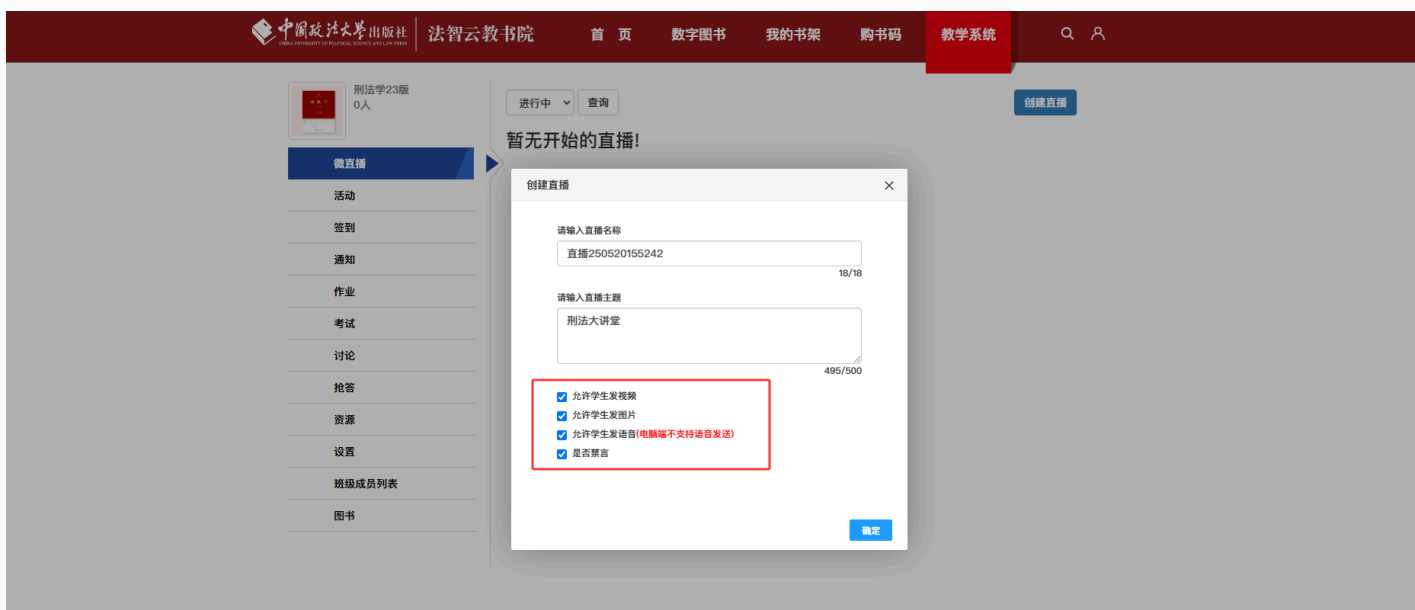 中国政法大学出版社 法智云教书院 首 页 数字图书 我的书架 购书码 教学系统
CHINA UNIVERSITY OF POLITICAL SCIENCE AND LAW PRESS
刑法学23版
0人
进行中 查询 创建直播
暂无开始的直播!
微直播
活动
签到
通知
作业
考试
讨论
抢答
资源
设置
班级成员列表
图书
创建直播
请输入直播名称
直播250520155242
18/18
请输入直播主题
刑法大讲堂
495/500
允许学生发视频
允许学生发图片
允许学生发语音(电脑端不支持语音发送)
是否禁言
确定